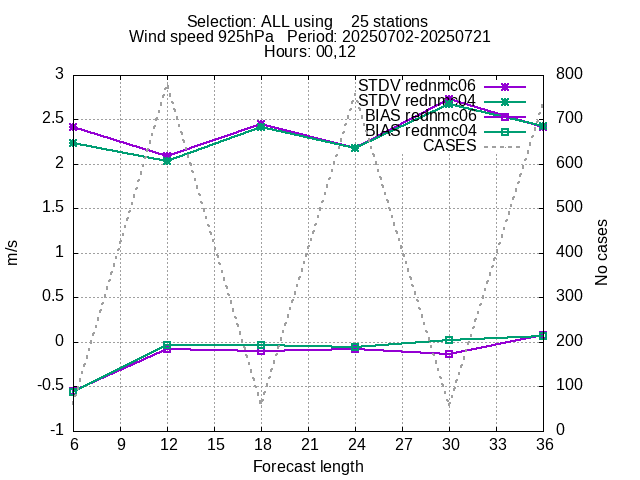 Selection: ALL using    25 stations
Wind speed 925hPa   Period: 20250702-20250721
Hours: 00,12
STDV rednmc06
STDV rednmc04
BIAS rednmc06
BIAS rednmc04
CASES
3
2.5
2
1.5
1
0.5
0
-0.5
-1
m/s
800
700
600
500
400
300
200
100
0
No cases
6 9 12 15 18 21 24 27 30 33 36
Forecast length